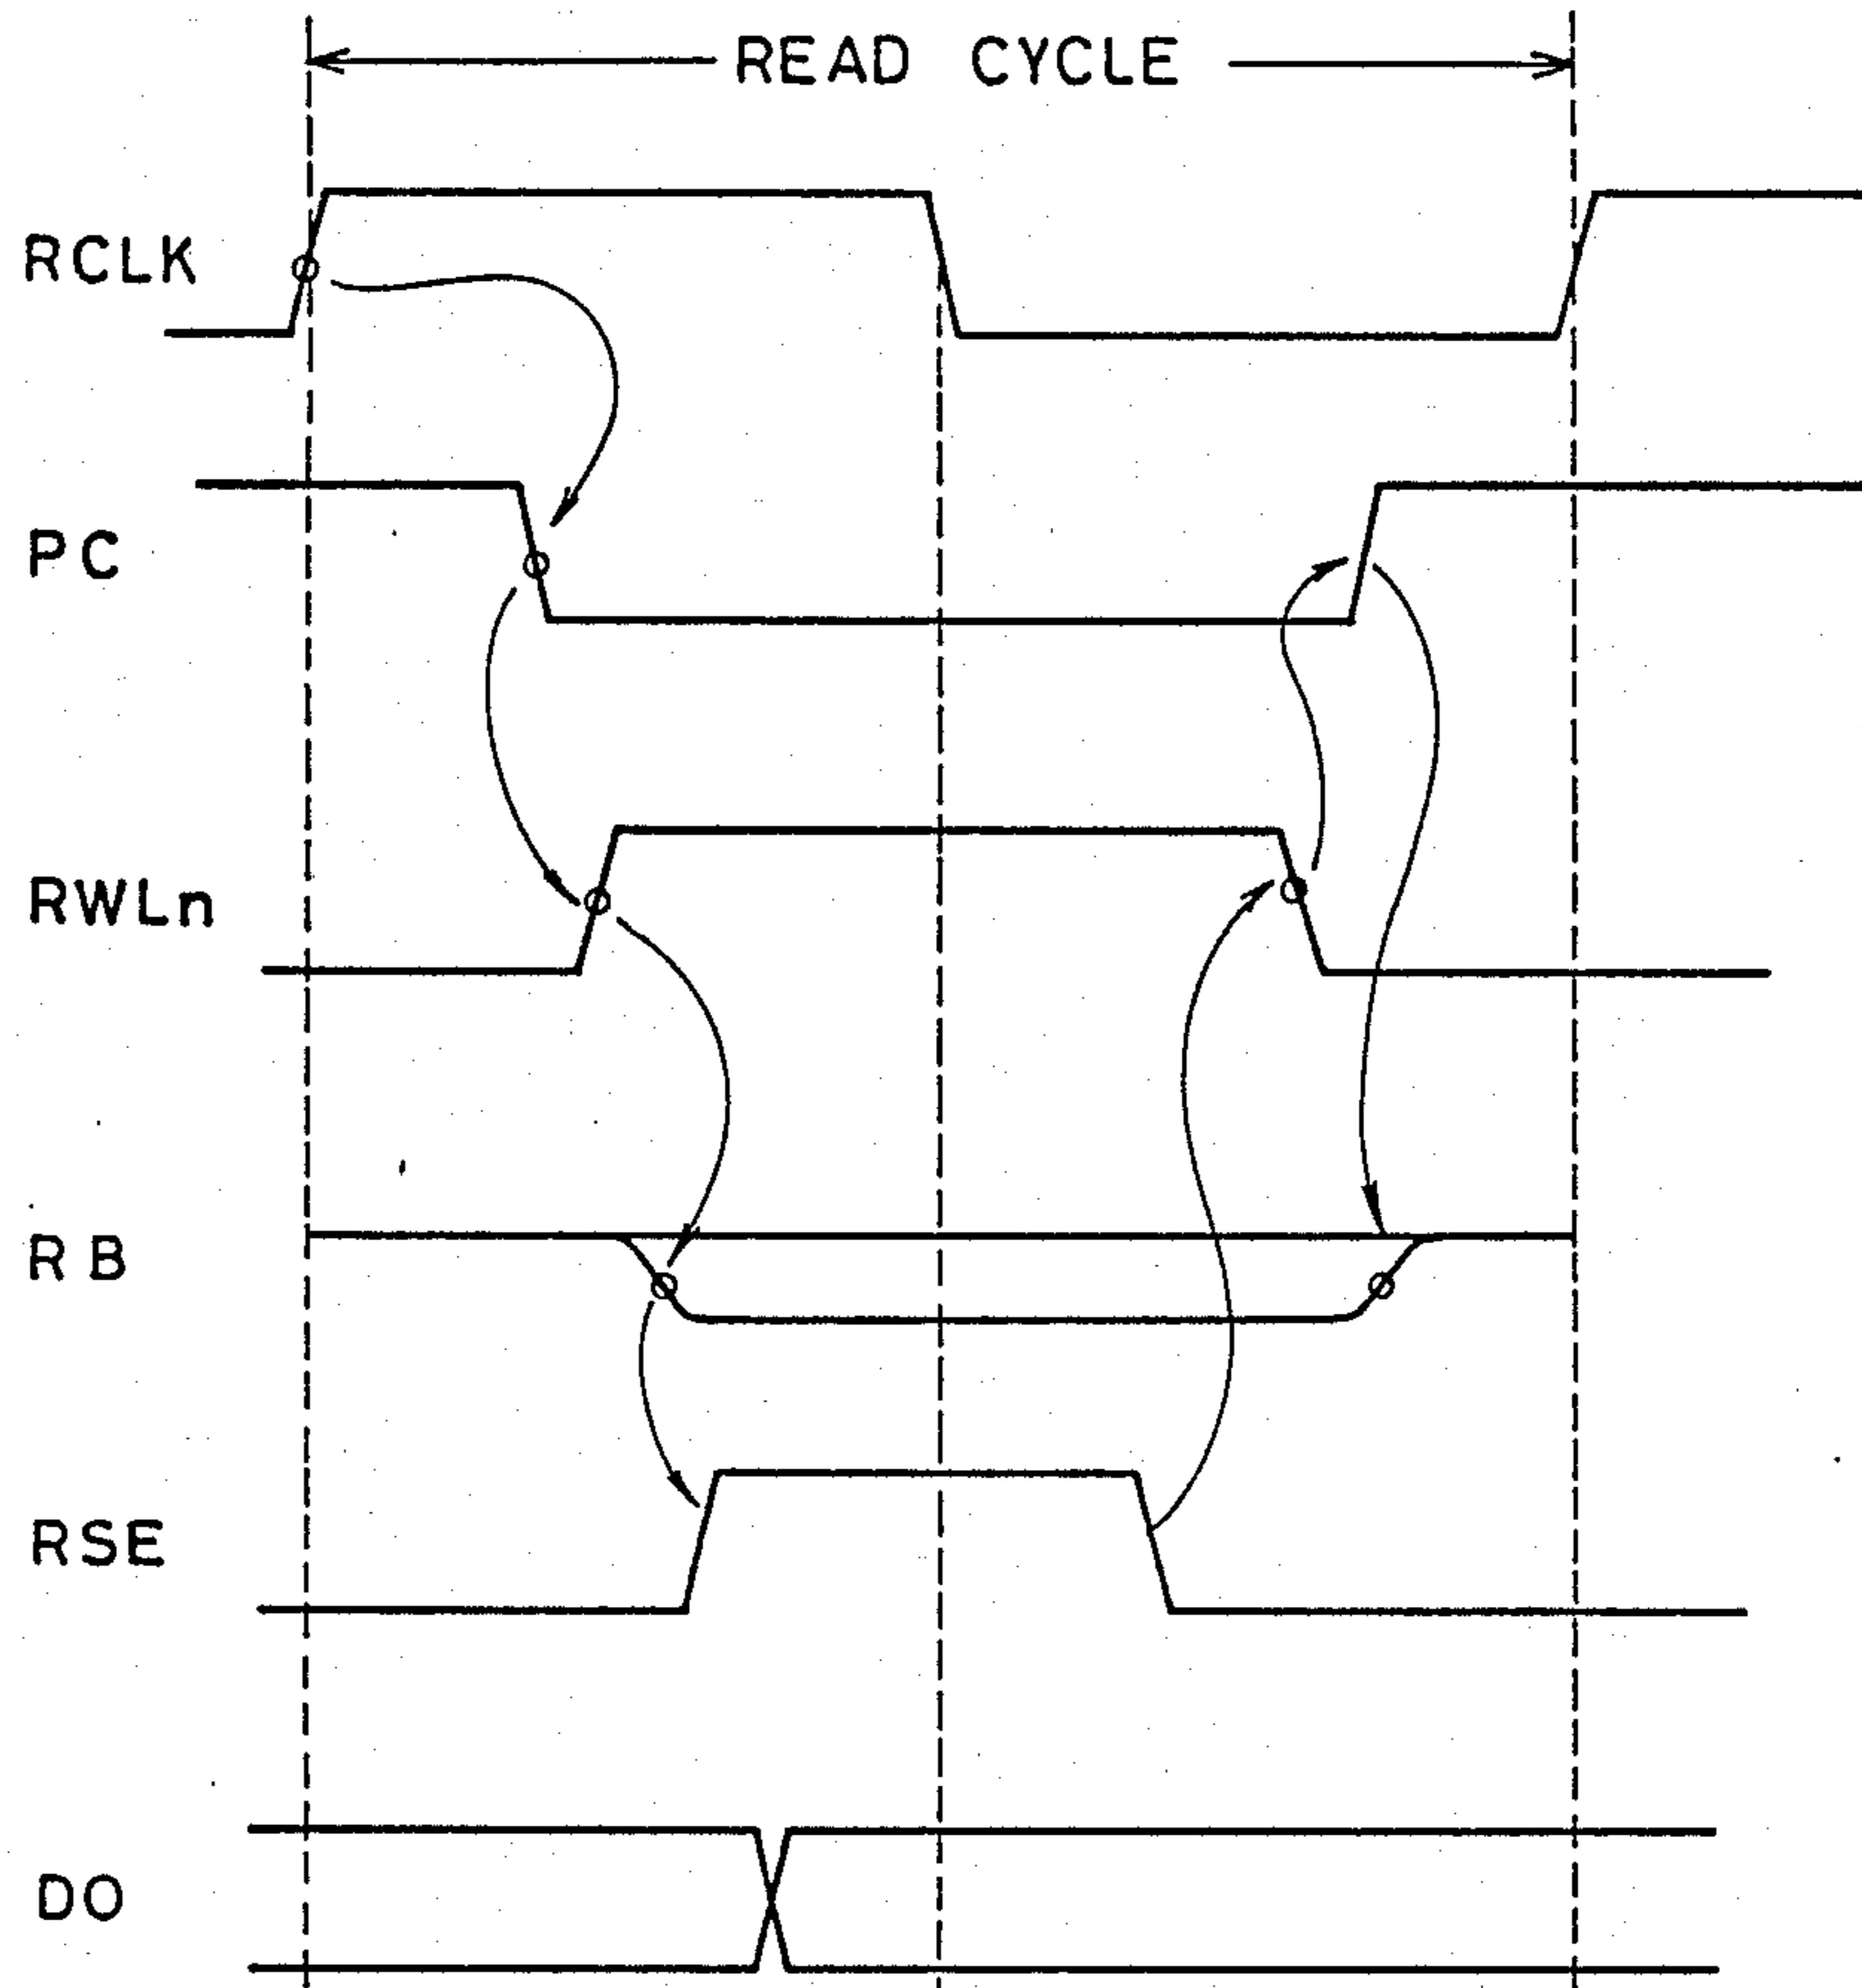 READ CYCLE
RCLK
PC
RWLn
RB
RSE
DO